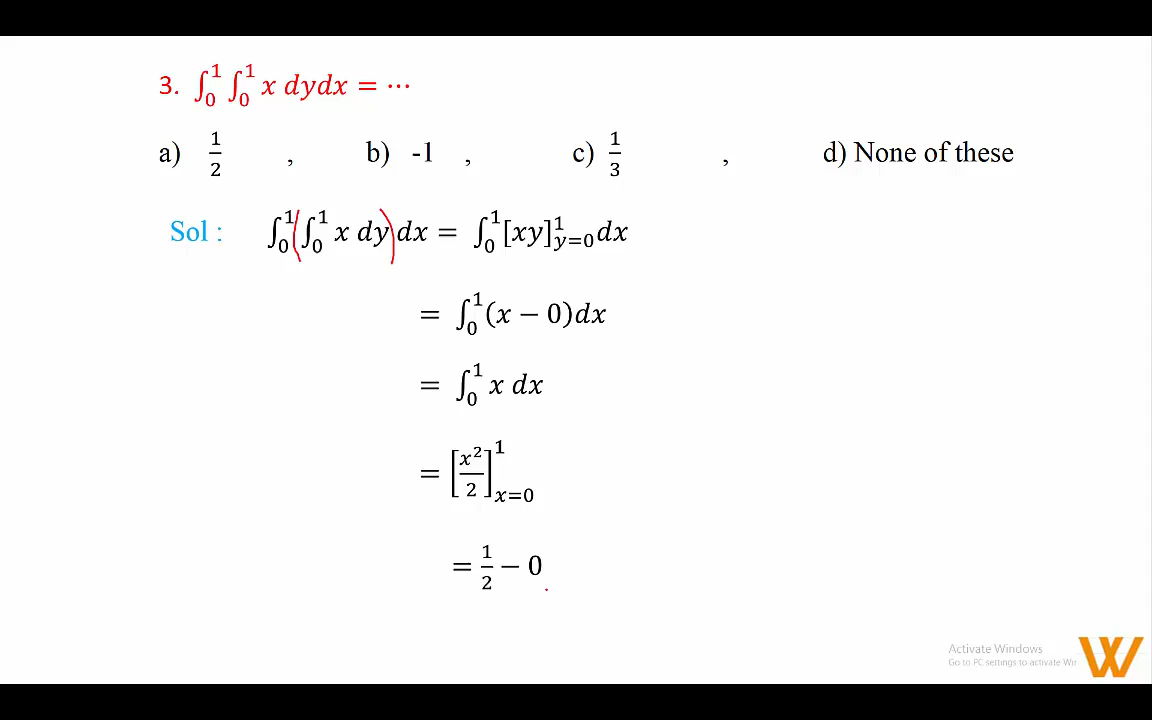 3. ∫₀¹ ∫₀¹ x dydx = ⋯
a) 1/2 , b) -1 , c) 1/3 , d) None of these
Sol : ∫₀¹(∫₀¹ x dy)dx = ∫₀¹[xy]¹_{y=0}dx
= ∫₀¹(x − 0)dx
= ∫₀¹ x dx
= [x²/2]¹_{x=0}
= 1/2 − 0
Activate Windows
Go to PC settings to activate Wir